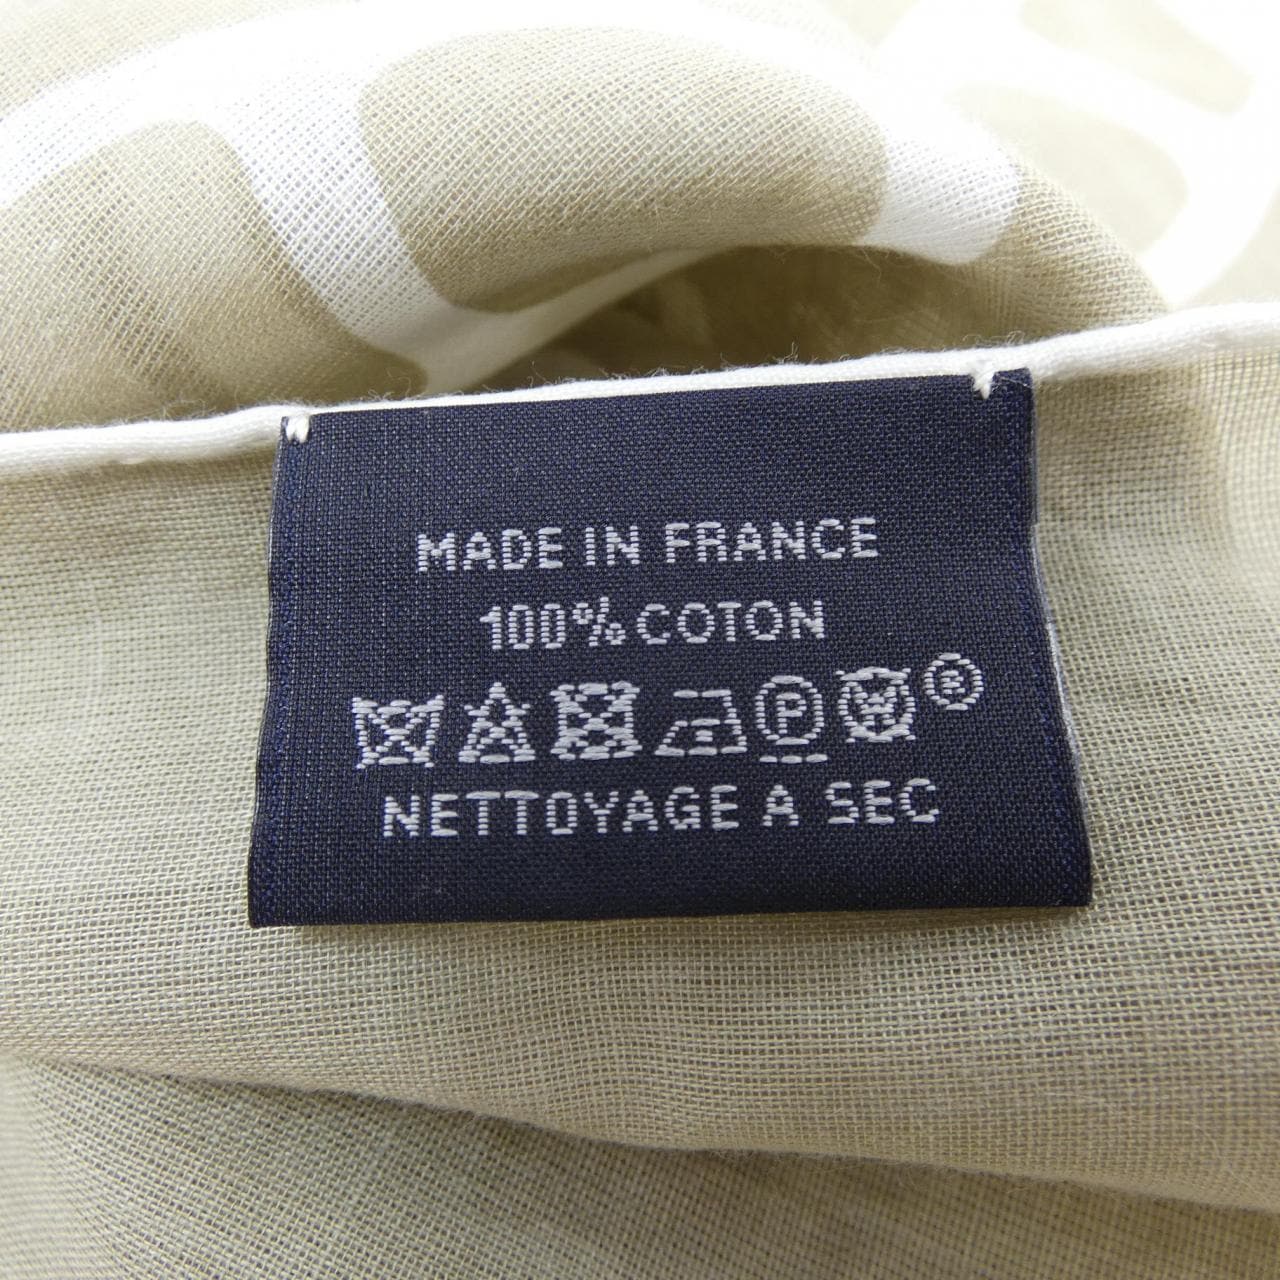 MADE IN FRANCE
100% COTON
P ®
NETTOYAGE A SEC